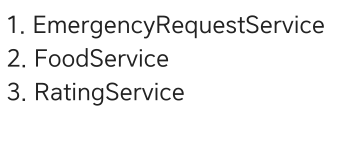 1. EmergencyRequestService
2. FoodService
3. RatingService